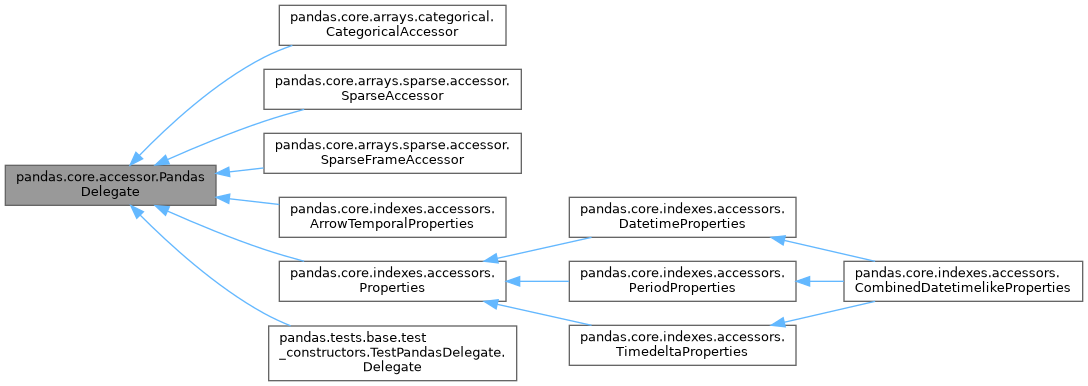 pandas.core.arrays.categorical.
CategoricalAccessor
pandas.core.arrays.sparse.accessor.
SparseAccessor
pandas.core.arrays.sparse.accessor.
SparseFrameAccessor
pandas.core.accessor.Pandas
Delegate
pandas.core.indexes.accessors.
ArrowTemporalProperties
pandas.core.indexes.accessors.
DatetimeProperties
pandas.core.indexes.accessors.
Properties
pandas.core.indexes.accessors.
PeriodProperties
pandas.core.indexes.accessors.
CombinedDatetimelikeProperties
pandas.tests.base.test
_constructors.TestPandasDelegate.
Delegate
pandas.core.indexes.accessors.
TimedeltaProperties